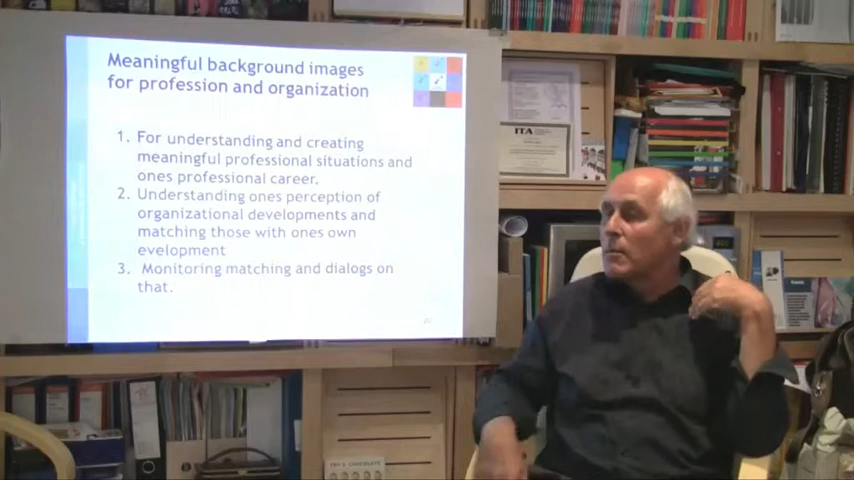 Meaningful background images
for profession and organization
1. For understanding and creating
meaningful professional situations and
ones professional career.
2. Understanding ones perception of
organizational developments and
matching those with ones own
evelopment
3. Monitoring matching and dialogs on
that.
ITA